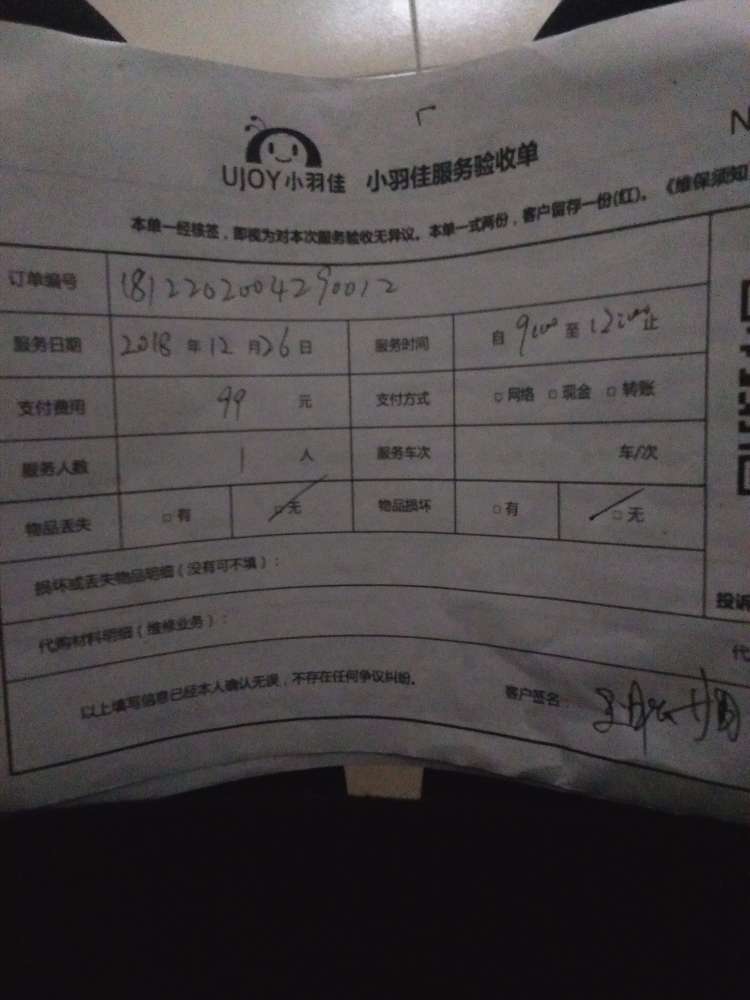 N
UJOY小羽佳 小羽佳服务验收单
本单一经核签，即视为对本次服务验收无异议。本单一式两份，客户留存一份(红)。《维保须知
订单编号 1812202004290012
服务日期 2018 年 12 月 26 日 服务时间 自 9:00 至 12:00 止
支付费用 99 元 支付方式 □ 网络 □ 现金 □ 转账
服务人数 1 人 服务车次 车/次
物品丢失 □ 有 □ 无 物品损坏 □ 有 □ 无
损坏或丢失物品明细（没有可不填）：
投诉
代购材料明细（维修业务）：
代
以上填写信息已经本人确认无误，不存在任何争议纠纷。 客户签名